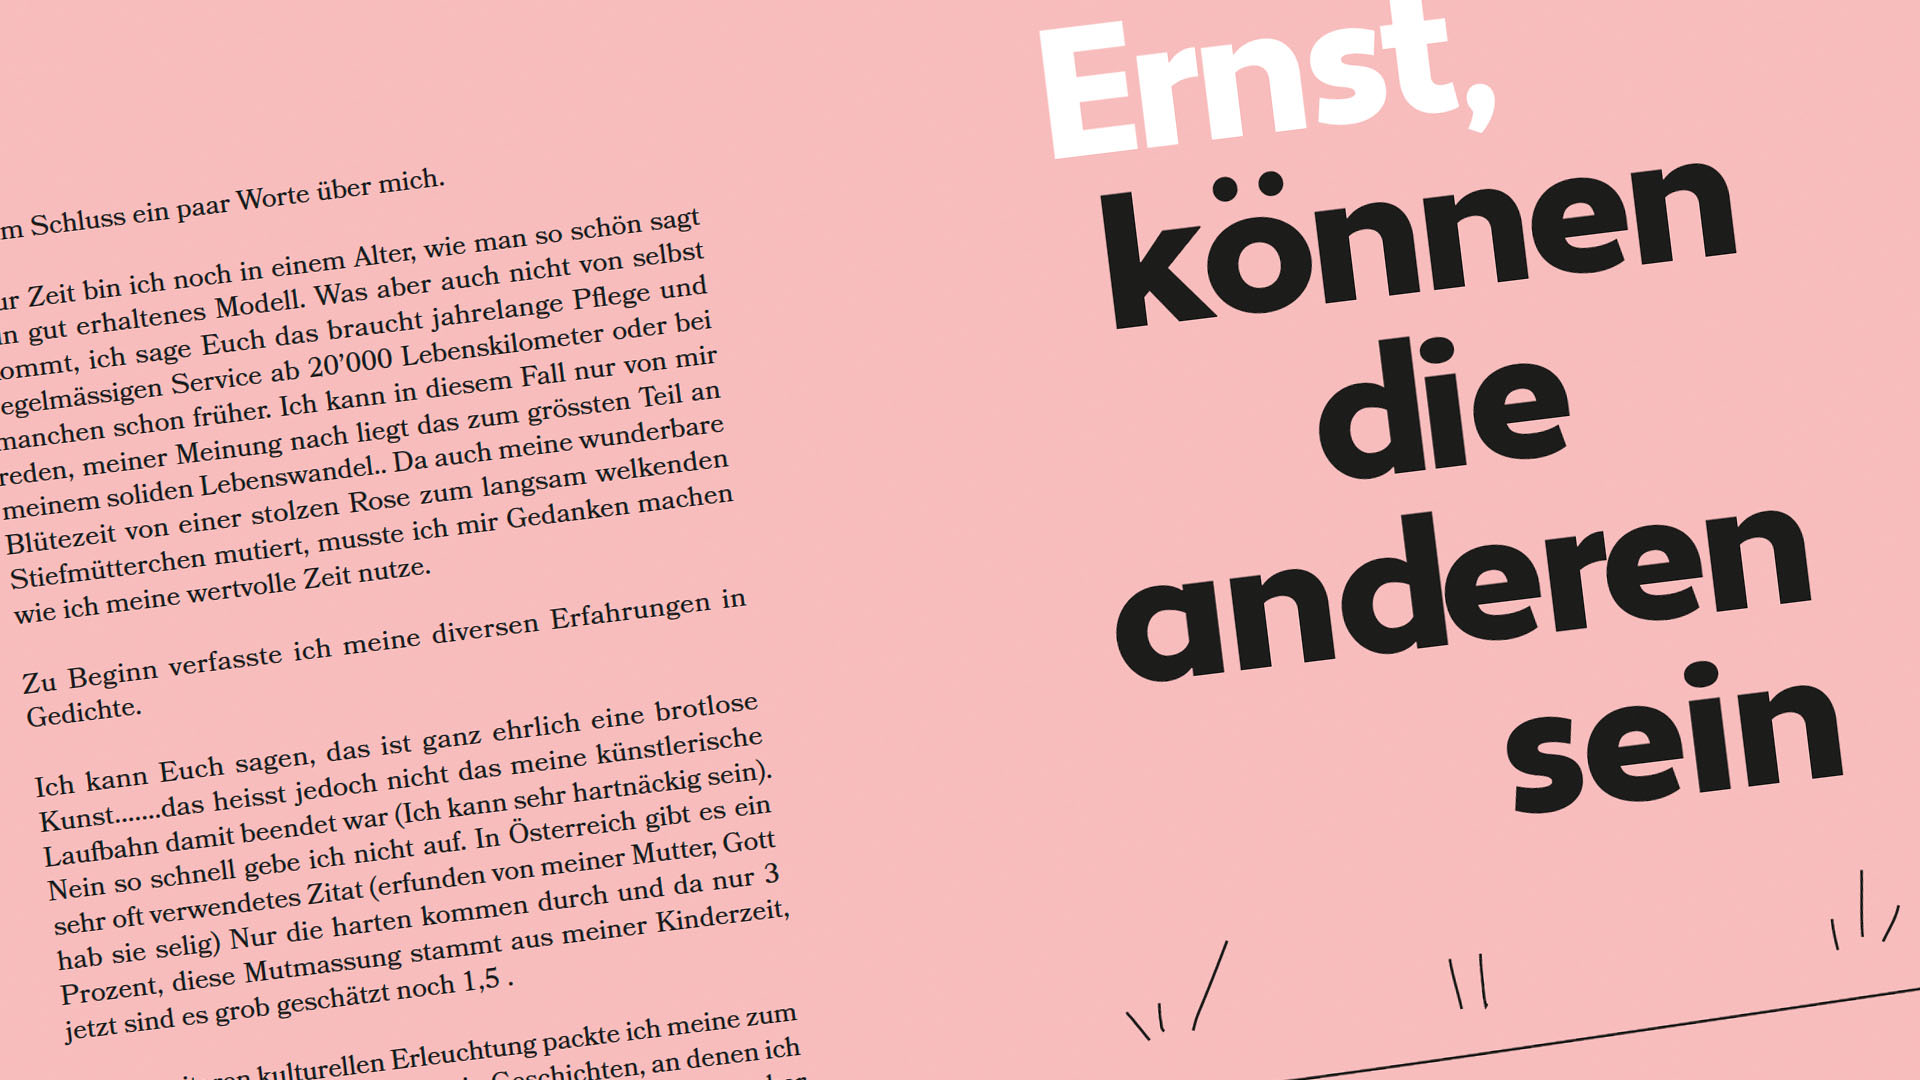 m Schluss ein paar Worte über mich.
ur Zeit bin ich noch in einem Alter, wie man so schön sagt
in gut erhaltenes Modell. Was aber auch nicht von selbst
ommt, ich sage Euch das braucht jahrelange Pflege und
egelmässigen Service ab 20’000 Lebenskilometer oder bei
manchen schon früher. Ich kann in diesem Fall nur von mir
reden, meiner Meinung nach liegt das zum grössten Teil an
meinem soliden Lebenswandel.. Da auch meine wunderbare
Blütezeit von einer stolzen Rose zum langsam welkenden
Stiefmütterchen mutiert, musste ich mir Gedanken machen
wie ich meine wertvolle Zeit nutze.
Zu Beginn verfasste ich meine diversen Erfahrungen in
Gedichte.
Ich kann Euch sagen, das ist ganz ehrlich eine brotlose
Kunst.......das heisst jedoch nicht das meine künstlerische
Laufbahn damit beendet war (Ich kann sehr hartnäckig sein).
Nein so schnell gebe ich nicht auf. In Österreich gibt es ein
sehr oft verwendetes Zitat (erfunden von meiner Mutter, Gott
hab sie selig) Nur die harten kommen durch und da nur 3
Prozent, diese Mutmassung stammt aus meiner Kinderzeit,
jetzt sind es grob geschätzt noch 1,5 .
kulturellen Erleuchtung packte ich meine zum
Geschichten, an denen ich
Ernst,
können
die
anderen
sein